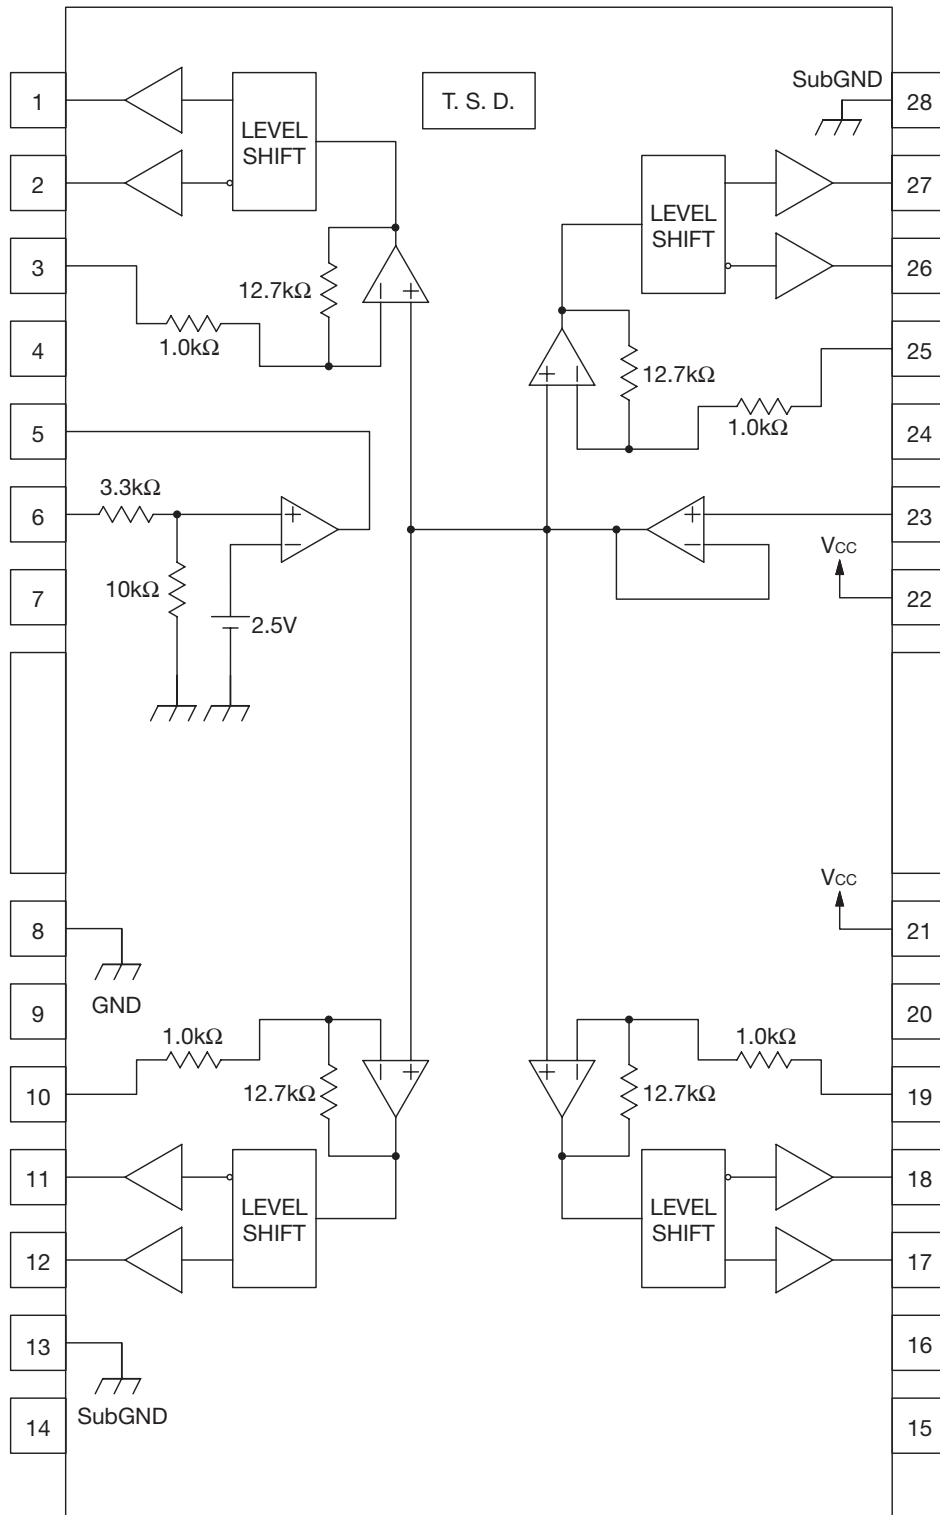 T. S. D.
SubGND
1
LEVEL
SHIFT
28
2
LEVEL
SHIFT
27
3
12.7kΩ
− +
26
4
1.0kΩ
+ −
12.7kΩ
25
5
1.0kΩ
24
6
3.3kΩ
+
−
+
−
23
7
10kΩ
2.5V
Vcc
22
Vcc
8
GND
21
9
20
10
1.0kΩ
12.7kΩ
− +
+ −
12.7kΩ
1.0kΩ
19
11
LEVEL
SHIFT
LEVEL
SHIFT
18
12
17
13
SubGND
16
14
15